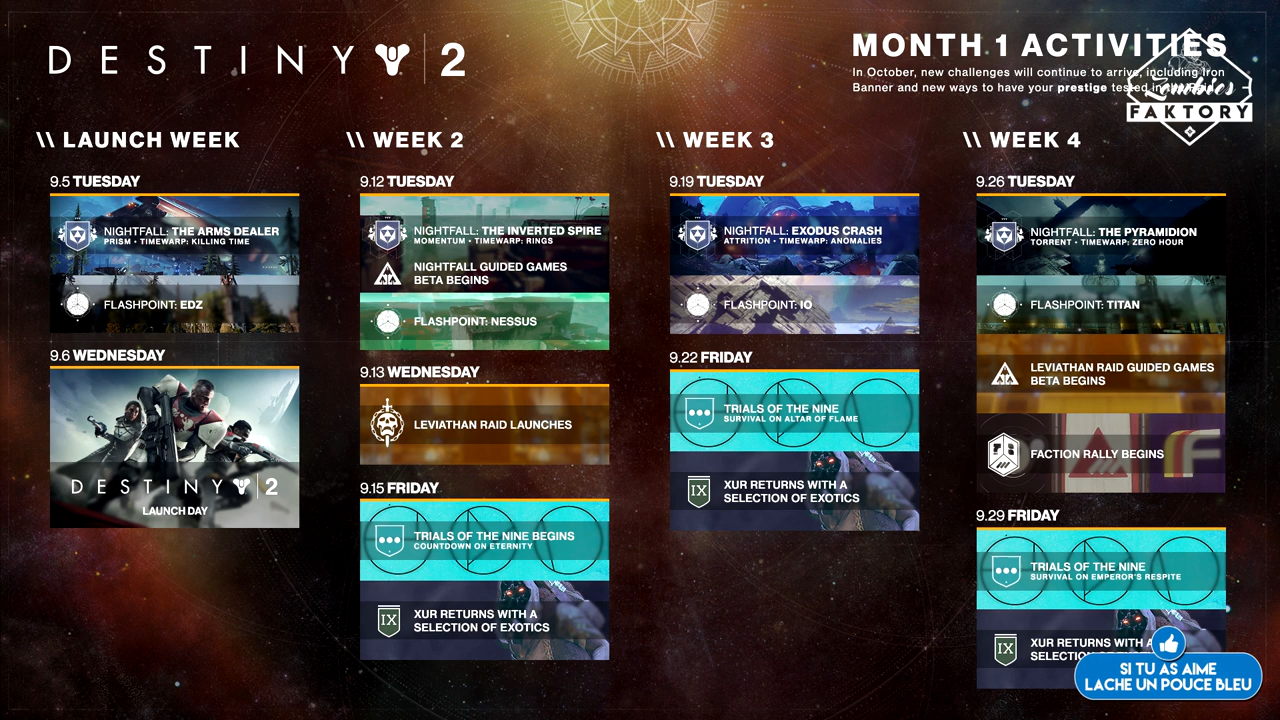 DESTINY 2
MONTH 1 ACTIVITIES
In October, new challenges will continue to arrive, including Iron
Banner and new ways to have your prestige tested in the Raid.
Zombies
FAKTORY
\\ LAUNCH WEEK
9.5 TUESDAY
NIGHTFALL: THE ARMS DEALER
PRISM • TIMEWARP: KILLING TIME
FLASHPOINT: EDZ
9.6 WEDNESDAY
DESTINY 2
LAUNCH DAY
\\ WEEK 2
9.12 TUESDAY
NIGHTFALL: THE INVERTED SPIRE
MOMENTUM • TIMEWARP: RINGS
NIGHTFALL GUIDED GAMES
BETA BEGINS
FLASHPOINT: NESSUS
9.13 WEDNESDAY
LEVIATHAN RAID LAUNCHES
9.15 FRIDAY
TRIALS OF THE NINE BEGINS
COUNTDOWN ON ETERNITY
IX
XUR RETURNS WITH A
SELECTION OF EXOTICS
\\ WEEK 3
9.19 TUESDAY
NIGHTFALL: EXODUS CRASH
ATTRITION • TIMEWARP: ANOMALIES
FLASHPOINT: IO
9.22 FRIDAY
TRIALS OF THE NINE
SURVIVAL ON ALTAR OF FLAME
IX
XUR RETURNS WITH A
SELECTION OF EXOTICS
\\ WEEK 4
9.26 TUESDAY
NIGHTFALL: THE PYRAMIDION
TORRENT • TIMEWARP: ZERO HOUR
FLASHPOINT: TITAN
LEVIATHAN RAID GUIDED GAMES
BETA BEGINS
FACTION RALLY BEGINS
9.29 FRIDAY
TRIALS OF THE NINE
SURVIVAL ON EMPEROR'S RESPITE
IX
XUR RETURNS WITH A
SI TU AS AIME
LACHE UN POUCE BLEU